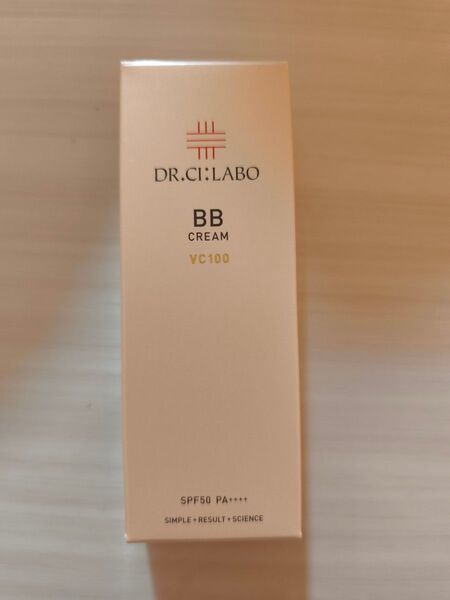 DR.CI:LABO
BB
CREAM
VC100
SPF50 PA++++
SIMPLE+RESULT+SCIENCE